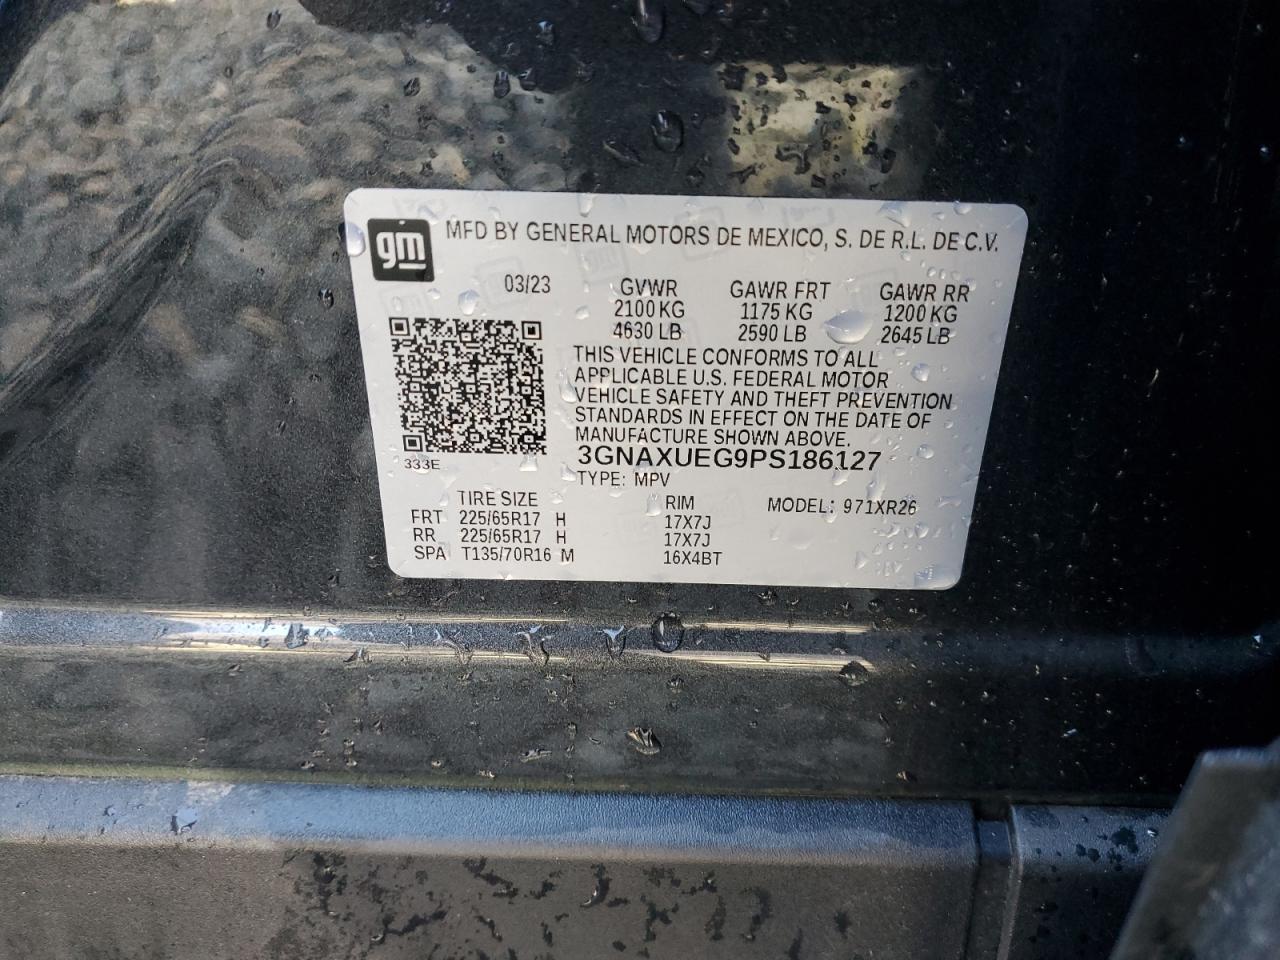 gm MFD BY GENERAL MOTORS DE MEXICO, S. DE R.L. DE C.V.
03/23 GVWR GAWR FRT GAWR RR
2100 KG 1175 KG 1200 KG
4630 LB 2590 LB 2645 LB
THIS VEHICLE CONFORMS TO ALL
APPLICABLE U.S. FEDERAL MOTOR
VEHICLE SAFETY AND THEFT PREVENTION
STANDARDS IN EFFECT ON THE DATE OF
MANUFACTURE SHOWN ABOVE.
333E 3GNAXUEG9PS186127
TYPE: MPV
TIRE SIZE RIM MODEL: 971XR26
FRT 225/65R17 H 17X7J
RR 225/65R17 H 17X7J
SPA T135/70R16 M 16X4BT